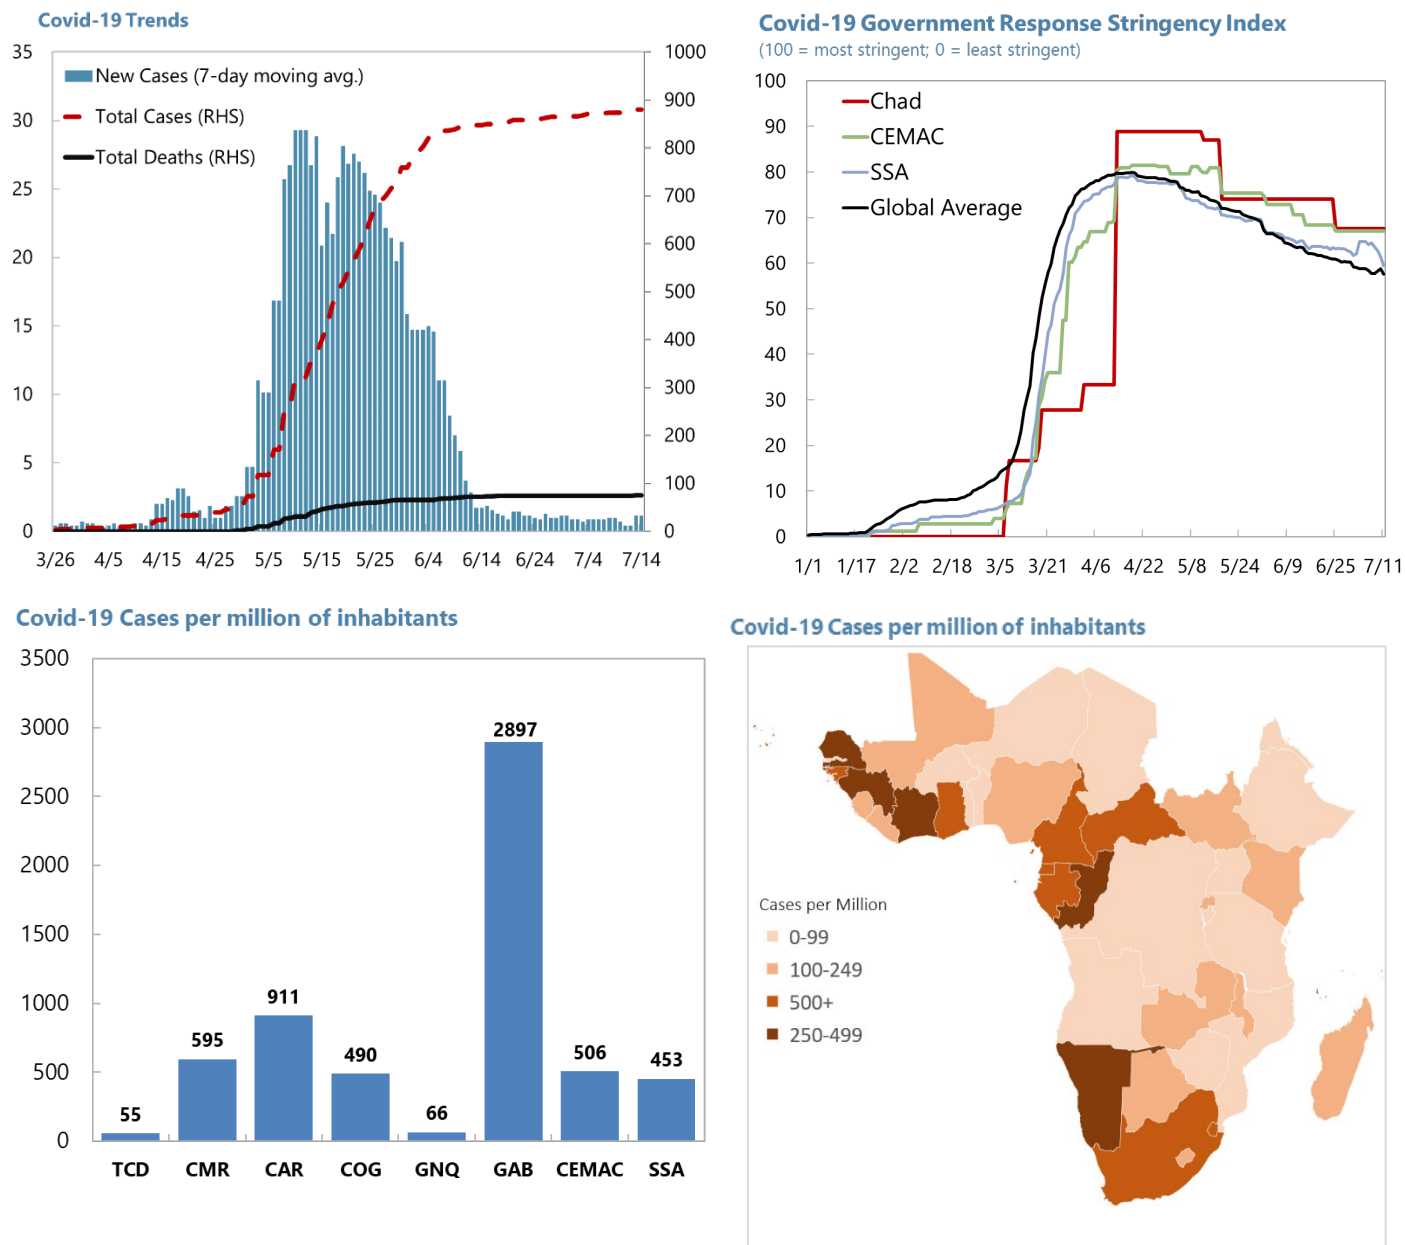 Covid-19 Trends
35
30
25
20
15
10
5
0
1000
900
800
700
600
500
400
300
200
100
0
New Cases (7-day moving avg.)
Total Cases (RHS)
Total Deaths (RHS)
3/26 4/5 4/15 4/25 5/5 5/15 5/25 6/4 6/14 6/24 7/4 7/14
Covid-19 Government Response Stringency Index
(100 = most stringent; 0 = least stringent)
100
90
80
70
60
50
40
30
20
10
0
Chad
CEMAC
SSA
Global Average
1/1 1/17 2/2 2/18 3/5 3/21 4/6 4/22 5/8 5/24 6/9 6/25 7/11
Covid-19 Cases per million of inhabitants
3500
3000
2500
2000
1500
1000
500
0
55 595 911 490 66 2897 506 453
TCD CMR CAR COG GNQ GAB CEMAC SSA
Covid-19 Cases per million of inhabitants
Cases per Million
0-99
100-249
500+
250-499